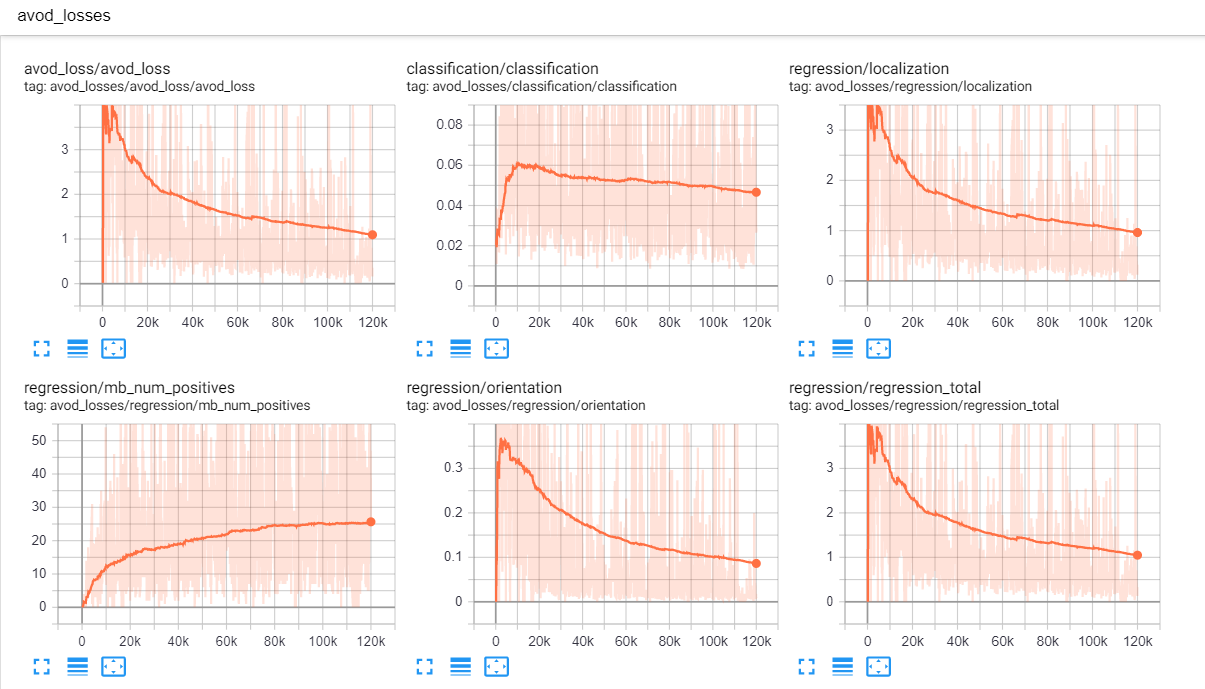 avod_losses
avod_loss/avod_loss
tag: avod_losses/avod_loss/avod_loss
3
2
1
0
0 20k 40k 60k 80k 100k 120k
classification/classification
tag: avod_losses/classification/classification
0.08
0.06
0.04
0.02
0
0 20k 40k 60k 80k 100k 120k
regression/localization
tag: avod_losses/regression/localization
3
2
1
0
0 20k 40k 60k 80k 100k 120k
regression/mb_num_positives
tag: avod_losses/regression/mb_num_positives
50
40
30
20
10
0
0 20k 40k 60k 80k 100k 120k
regression/orientation
tag: avod_losses/regression/orientation
0.3
0.2
0.1
0
0 20k 40k 60k 80k 100k 120k
regression/regression_total
tag: avod_losses/regression/regression_total
3
2
1
0
0 20k 40k 60k 80k 100k 120k